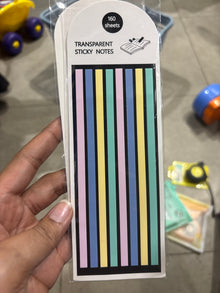 160
sheets
TRANSPARENT
STICKY NOTES